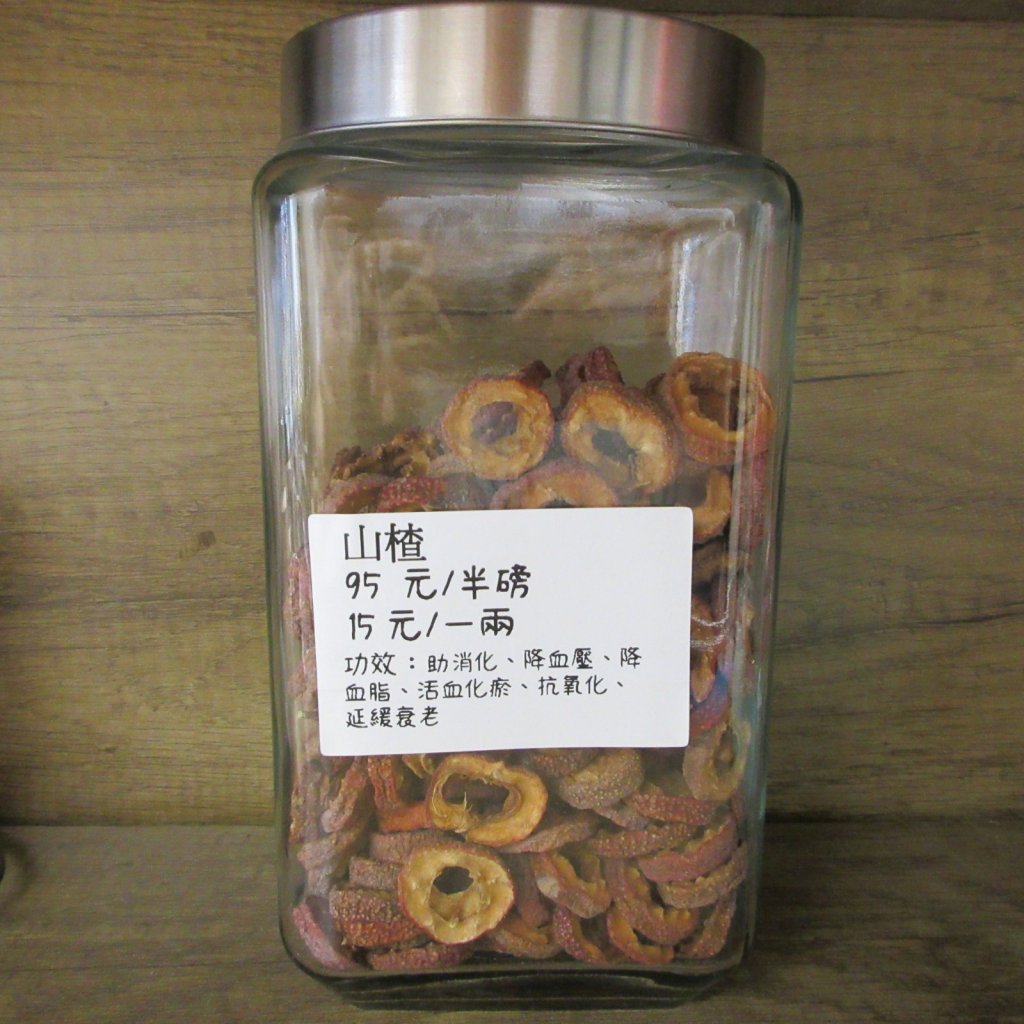 山楂
95 元/半磅
15 元/一兩
功效：助消化、降血壓、降
血脂、活血化瘀、抗氧化、
延緩衰老